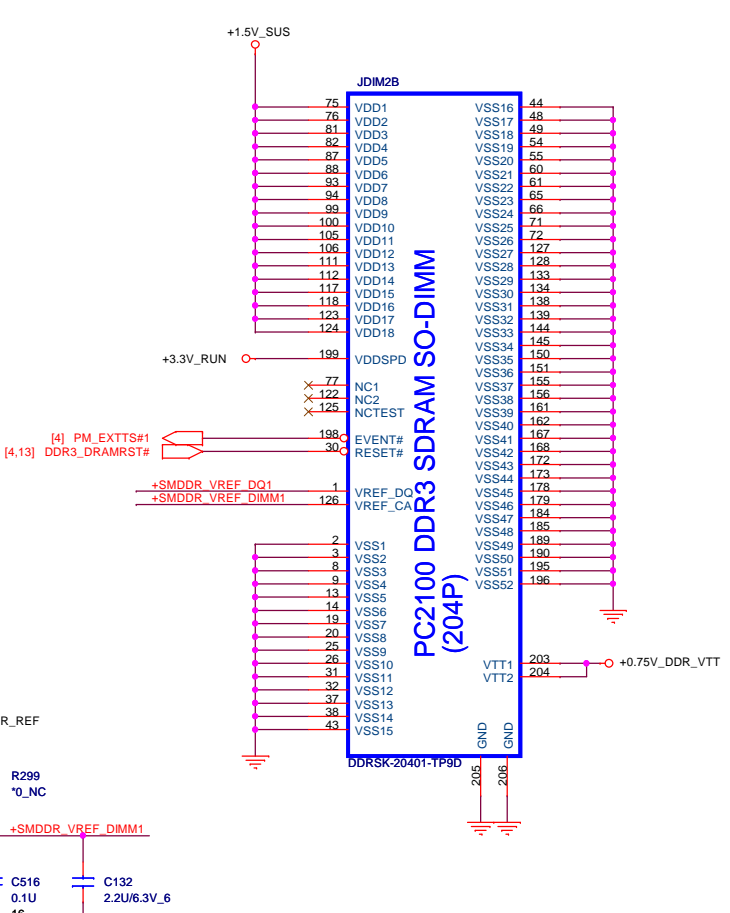 +1.5V_SUS
JDIM2B
75 VDD1 VSS16 44
76 VDD2 VSS17 48
81 VDD3 VSS18 49
82 VDD4 VSS19 54
87 VDD5 VSS20 55
88 VDD6 VSS21 60
93 VDD7 VSS22 61
94 VDD8 VSS23 65
99 VDD9 VSS24 66
100 VDD10 VSS25 71
105 VDD11 VSS26 72
106 VDD12 VSS27 127
111 VDD13 VSS28 128
112 VDD14 VSS29 133
117 VDD15 VSS30 134
118 VDD16 VSS31 138
123 VDD17 VSS32 139
124 VDD18 VSS33 144
VSS34 145
+3.3V_RUN 199 VDDSPD VSS35 150
VSS36 151
77 NC1 VSS37 155
122 NC2 VSS38 156
125 NCTEST VSS39 161
VSS40 162
[4] PM_EXTTS#1 198 EVENT# VSS41 167
[4,13] DDR3_DRAMRST# 30 RESET# VSS42 168
VSS43 172
VSS44 173
+SMDDR_VREF_DQ1 1 VREF_DQ VSS45 178
+SMDDR_VREF_DIMM1 126 VREF_CA VSS46 179
VSS47 184
VSS48 185
2 VSS1 VSS49 189
3 VSS2 VSS50 190
8 VSS3 VSS51 195
9 VSS4 VSS52 196
13 VSS5
14 VSS6
19 VSS7
20 VSS8
25 VSS9
26 VSS10 VTT1 203 +0.75V_DDR_VTT
31 VSS11 VTT2 204
32 VSS12
37 VSS13
38 VSS14
43 VSS15
PC2100 DDR3 SDRAM SO-DIMM
(204P)
GND GND
205 206
DDRSK-20401-TP9D
R_REF
R299
*0_NC
+SMDDR_VREF_DIMM1
C516 C132
0.1U 2.2U/6.3V_6